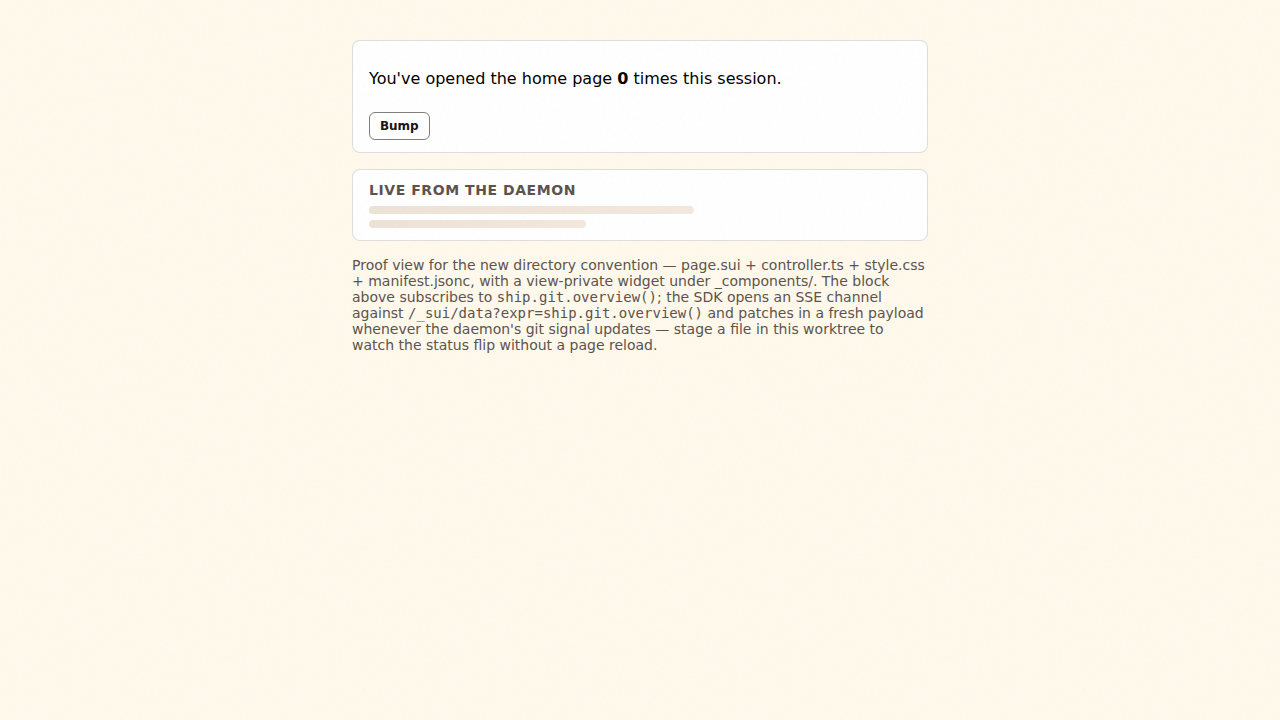 You've opened the home page 0 times this session.
Bump
LIVE FROM THE DAEMON
Proof view for the new directory convention — page.sui + controller.ts + style.css
+ manifest.jsonc, with a view-private widget under _components/. The block
above subscribes to ship.git.overview(); the SDK opens an SSE channel
against /_sui/data?expr=ship.git.overview() and patches in a fresh payload
whenever the daemon's git signal updates — stage a file in this worktree to
watch the status flip without a page reload.